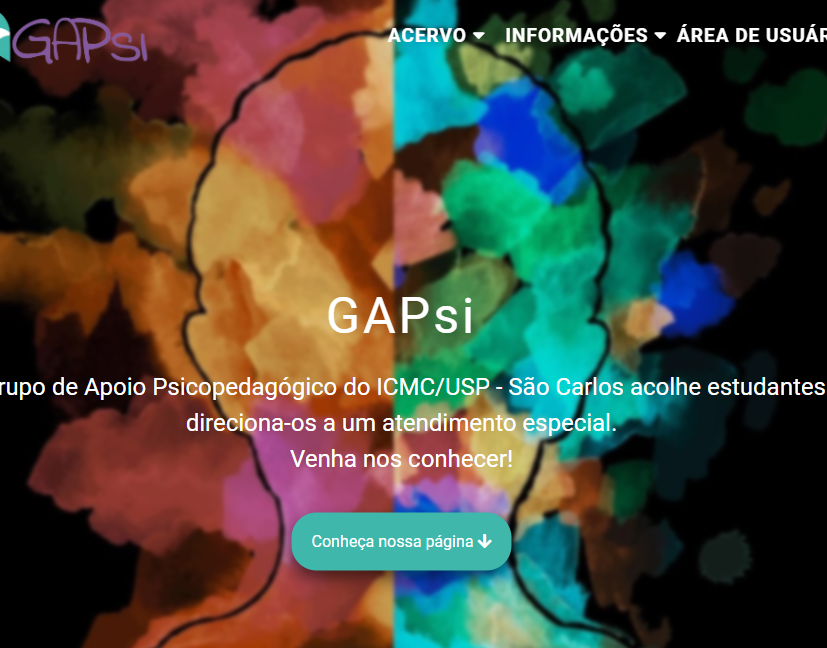 GAPsi
ACERVO INFORMAÇÕES ÁREA DE USUÁR
GAPsi
rupo de Apoio Psicopedagógico do ICMC/USP - São Carlos acolhe estudantes
direciona-os a um atendimento especial.
Venha nos conhecer!
Conheça nossa página